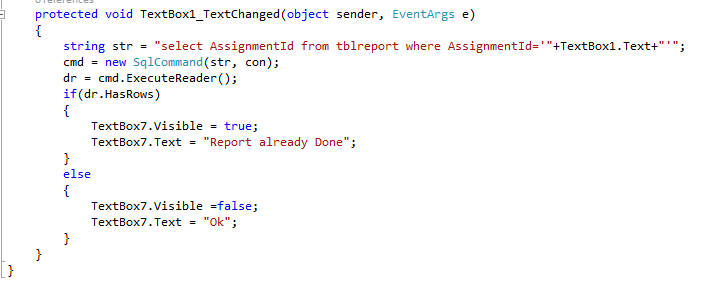 protected void TextBox1_TextChanged(object sender, EventArgs e)
{
string str = "select AssignmentId from tblreport where AssignmentId='"+TextBox1.Text+"'";
cmd = new SqlCommand(str, con);
dr = cmd.ExecuteReader();
if(dr.HasRows)
{
TextBox7.Visible = true;
TextBox7.Text = "Report already Done";
}
else
{
TextBox7.Visible =false;
TextBox7.Text = "Ok";
}
}
}